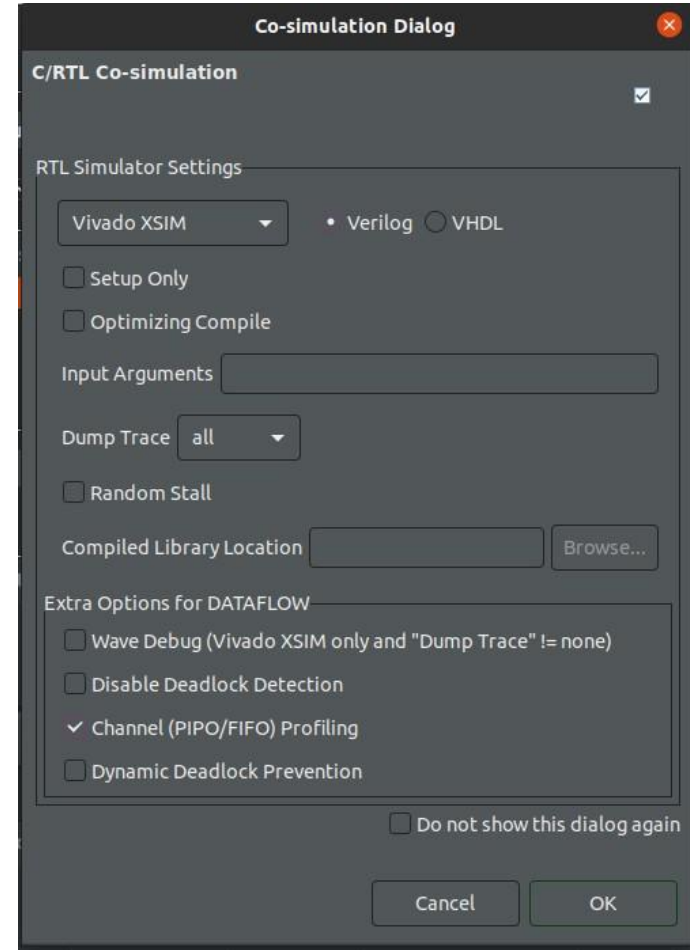 Co-simulation Dialog
C/RTL Co-simulation
RTL Simulator Settings
Vivado XSIM Verilog VHDL
Setup Only
Optimizing Compile
Input Arguments
Dump Trace all
Random Stall
Compiled Library Location Browse...
Extra Options for DATAFLOW
Wave Debug (Vivado XSIM only and "Dump Trace" != none)
Disable Deadlock Detection
Channel (PIPO/FIFO) Profiling
Dynamic Deadlock Prevention
Do not show this dialog again
Cancel OK